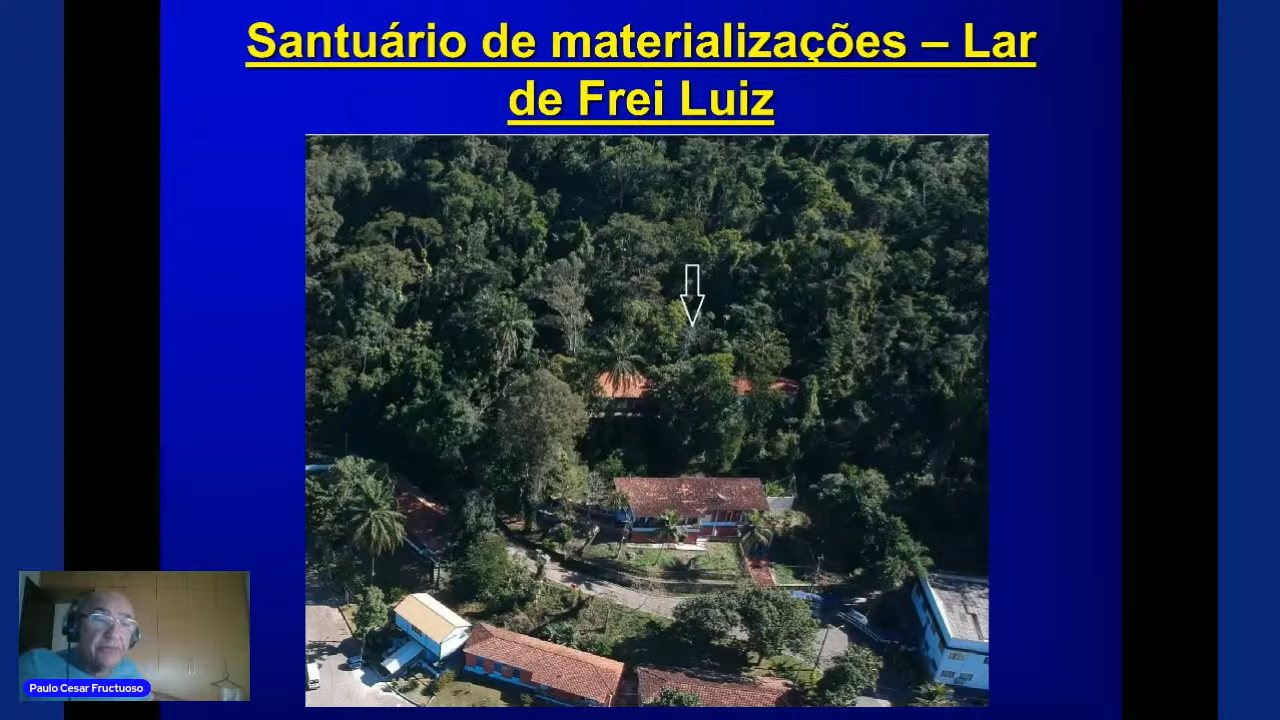 Santuário de materializações – Lar
de Frei Luiz
Paulo Cesar Fructuoso